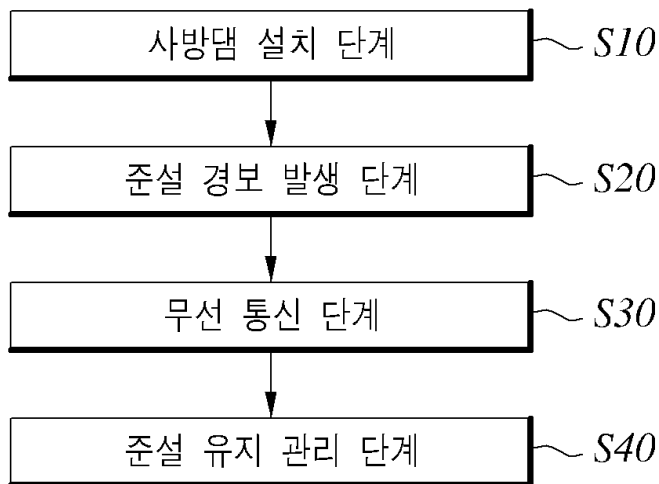 사방댐 설치 단계 S10
준설 경보 발생 단계 S20
무선 통신 단계 S30
준설 유지 관리 단계 S40